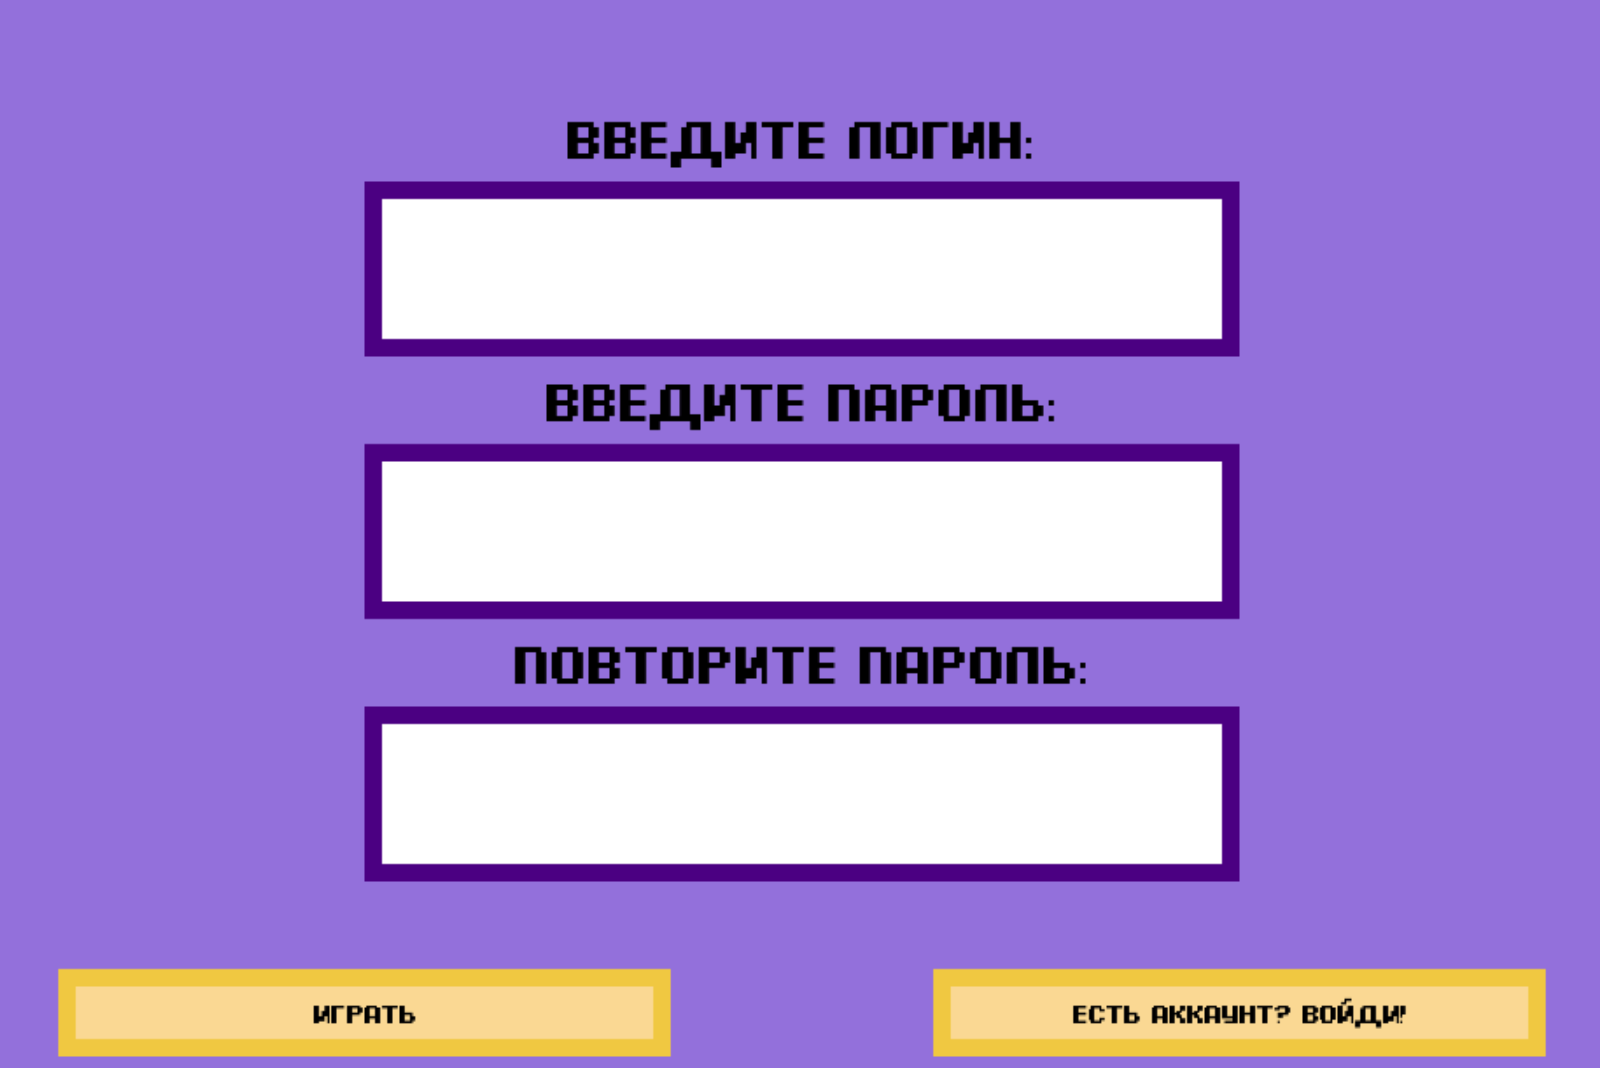 ВВЕДИТЕ ЛОГИН:
ВВЕДИТЕ ПАРОЛЬ:
ПОВТОРИТЕ ПАРОЛЬ:
ИГРАТЬ
ЕСТЬ АККАУНТ? ВОЙДИ!